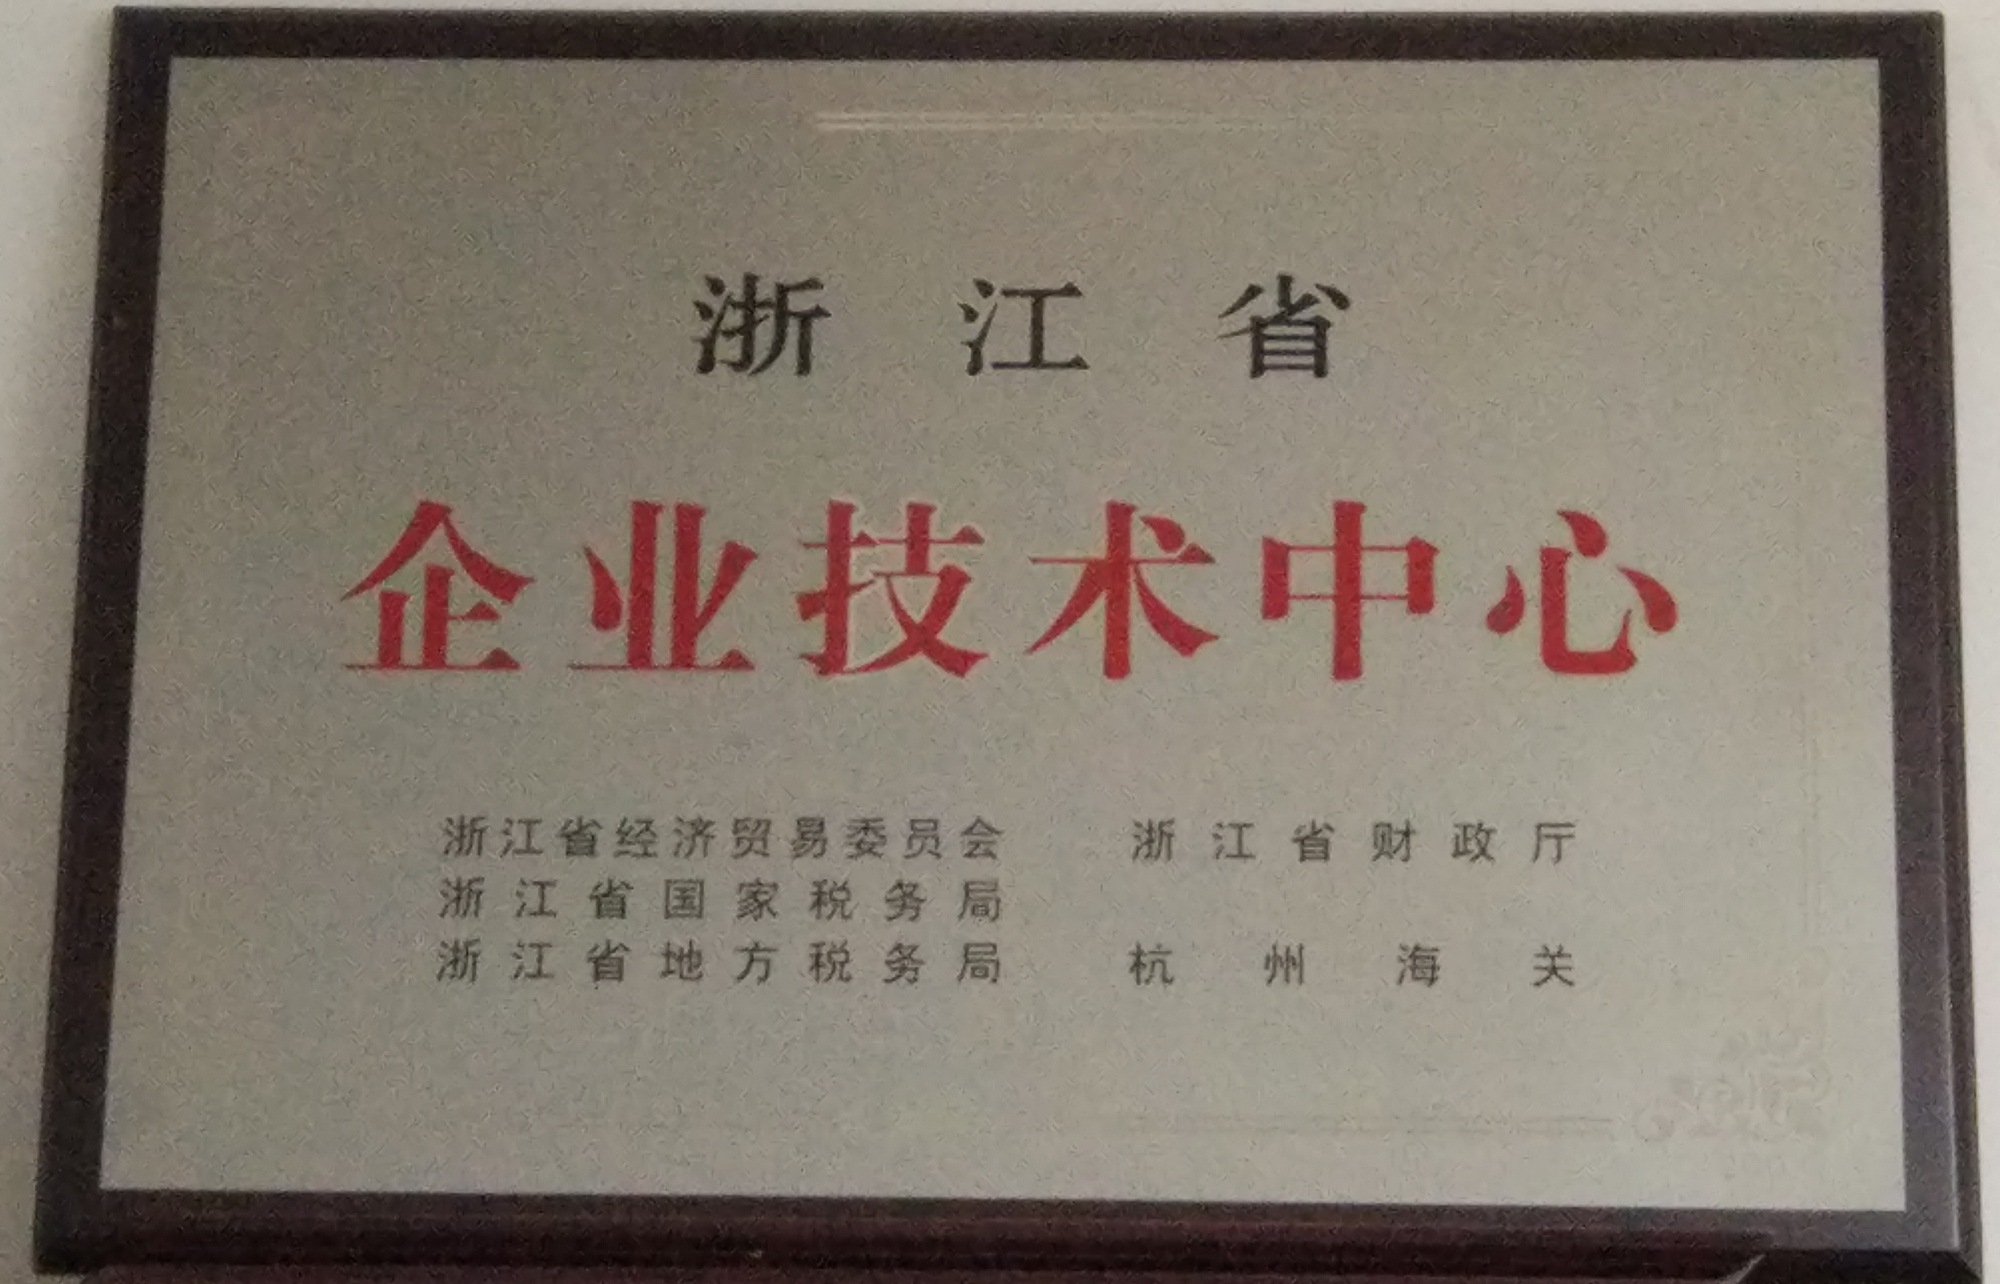 浙江省
企业技术中心
浙江省经济贸易委员会 浙江省财政厅
浙江省国家税务局
浙江省地方税务局 杭州海关